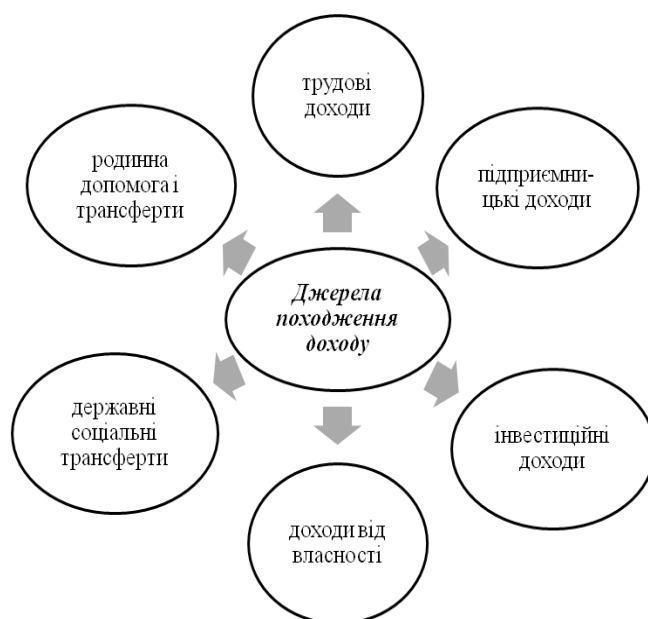 трудові
доходи
родинна
допомога і
трансферти
підприємни-
цькі доходи
Джерела
походження
доходу
державні
соціальні
трансферти
інвестиційні
доходи
доходи від
власності